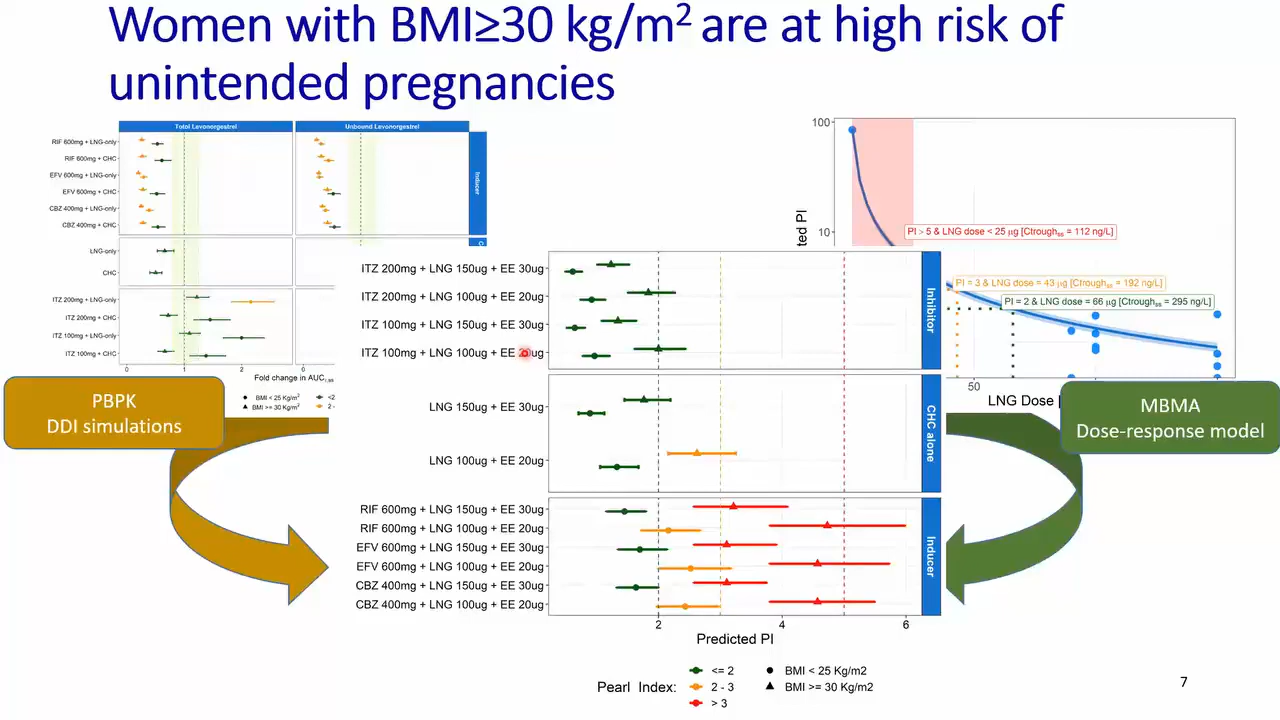 Women with BMI≥30 kg/m² are at high risk of
unintended pregnancies
Total Levonorgestrel
Unbound Levonorgestrel
RIF 600mg + LNG-only
RIF 600mg + CHC
EFV 600mg + LNG-only
EFV 600mg + CHC
CBZ 400mg + LNG-only
CBZ 400mg + CHC
Inducer
LNG-only
CHC
C
ITZ 200mg + LNG-only
ITZ 200mg + CHC
ITZ 100mg + LNG-only
ITZ 100mg + CHC
0
1
2
0
Fold change in AUC
BMI < 25 Kg/m²
<2
BMI >= 30 Kg/m²
2 -
PBPK
DDI simulations
ITZ 200mg + LNG 150ug + EE 30ug
ITZ 200mg + LNG 100ug + EE 20ug
ITZ 100mg + LNG 150ug + EE 30ug
ITZ 100mg + LNG 100ug + EE 20ug
Inhibitor
LNG 150ug + EE 30ug
LNG 100ug + EE 20ug
CHC alone
RIF 600mg + LNG 150ug + EE 30ug
RIF 600mg + LNG 100ug + EE 20ug
EFV 600mg + LNG 150ug + EE 30ug
EFV 600mg + LNG 100ug + EE 20ug
CBZ 400mg + LNG 150ug + EE 30ug
CBZ 400mg + LNG 100ug + EE 20ug
Inducer
2
4
6
Predicted PI
Pearl Index:
<= 2
BMI < 25 Kg/m2
2 - 3
BMI >= 30 Kg/m2
> 3
100
10
ted PI
PI > 5 & LNG dose < 25 µg [Ctroughss = 112 ng/L]
PI = 3 & LNG dose = 43 µg [Ctroughss = 192 ng/L]
PI = 2 & LNG dose = 66 µg [Ctroughss = 295 ng/L]
50
LNG Dose [
MBMA
Dose-response model
7